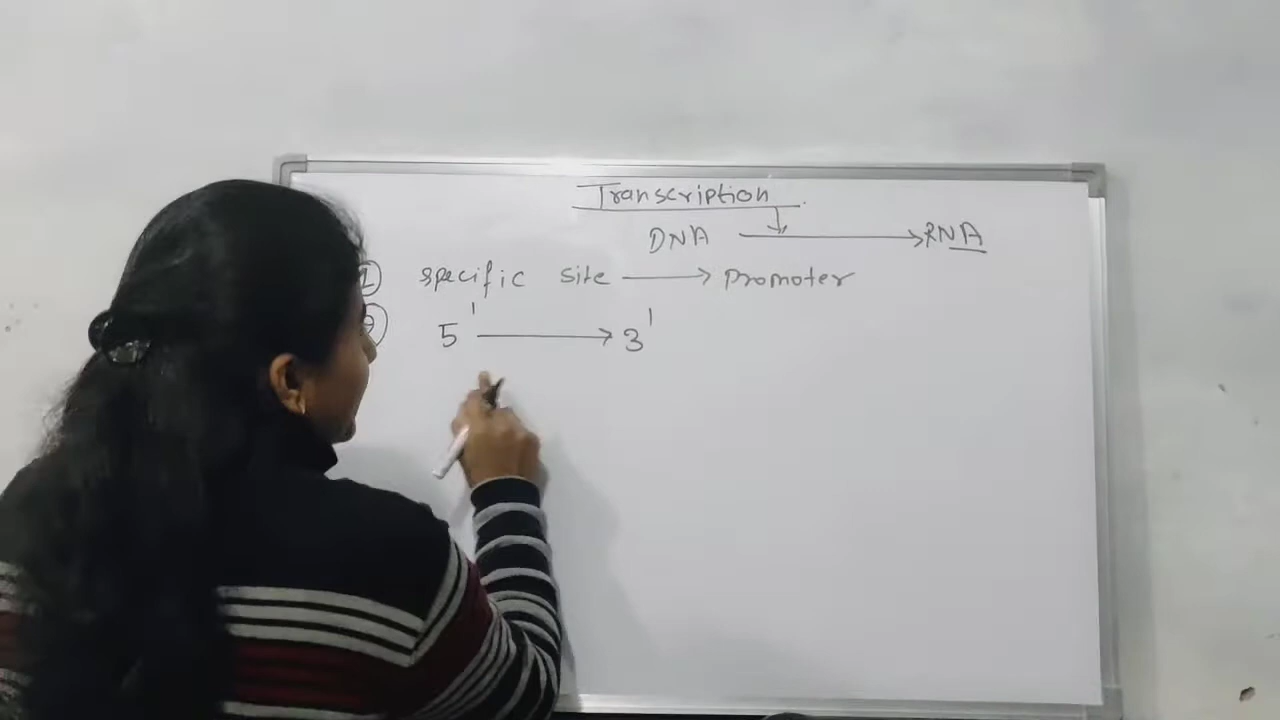 Transcription
DNA → RNA
① specific site → promoter
② 5' → 3'